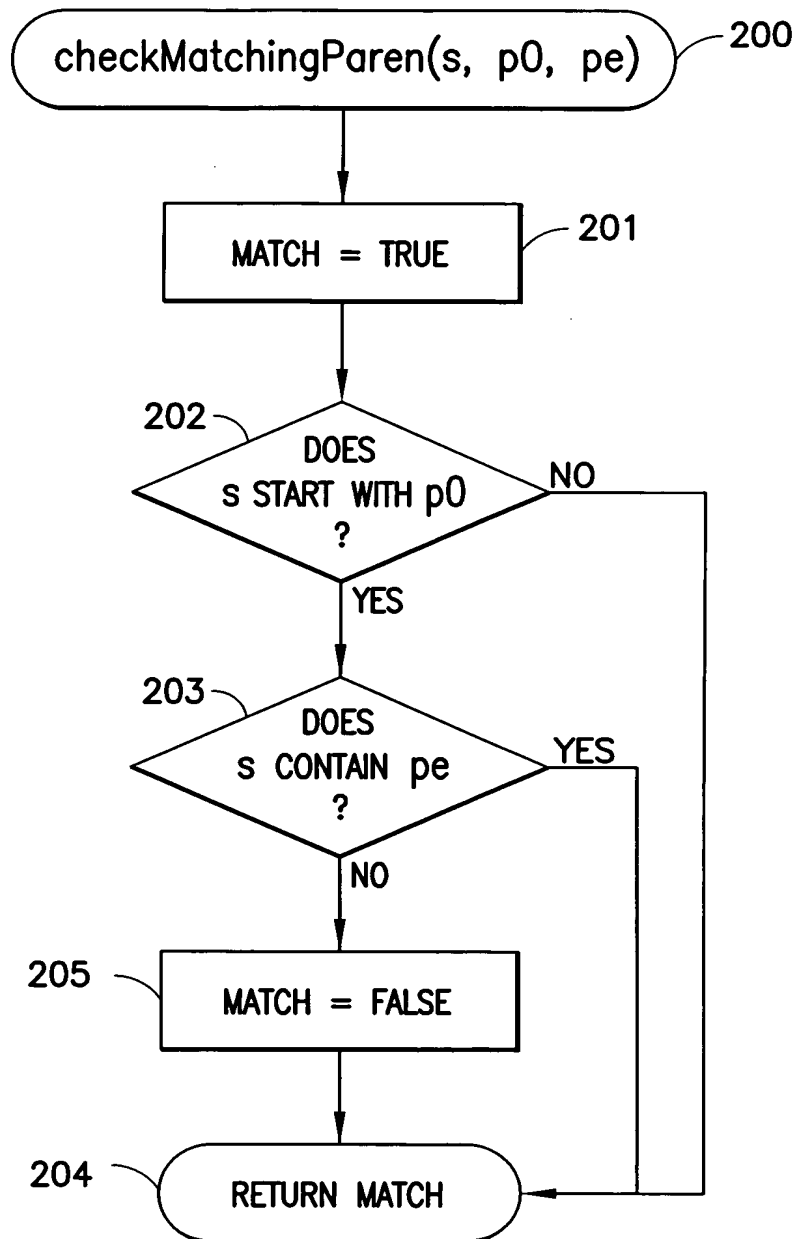 checkMatchingParen(s, p0, pe)
200
MATCH = TRUE
201
202
DOES
s START WITH p0
?
NO
YES
203
DOES
s CONTAIN pe
?
YES
NO
205
MATCH = FALSE
204
RETURN MATCH